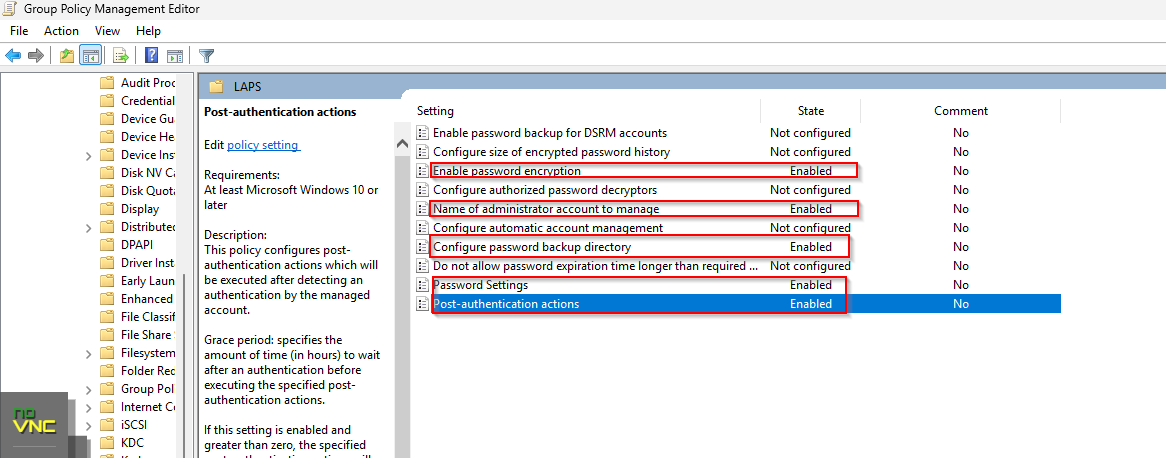 Group Policy Management Editor
File Action View Help
Audit Proc
Credential
Device Gu
Device He
Device Inst
Disk NV Ca
Disk Quota
Display
Distributed
DPAPI
Driver Inst
Early Laun
Enhanced
File Classif
File Share
Filesystem
Folder Red
Group Poli
Internet Co
iSCSI
KDC
no
VNC
LAPS
Post-authentication actions
Edit policy setting
Requirements:
At least Microsoft Windows 10 or
later
Description:
This policy configures post-
authentication actions which will
be executed after detecting an
authentication by the managed
account.
Grace period: specifies the
amount of time (in hours) to wait
after an authentication before
executing the specified post-
authentication actions.
If this setting is enabled and
greater than zero, the specified
Setting State Comment
Enable password backup for DSRM accounts Not configured No
Configure size of encrypted password history Not configured No
Enable password encryption Enabled No
Configure authorized password decryptors Not configured No
Name of administrator account to manage Enabled No
Configure automatic account management Not configured No
Configure password backup directory Enabled No
Do not allow password expiration time longer than required ... Not configured No
Password Settings Enabled No
Post-authentication actions Enabled No